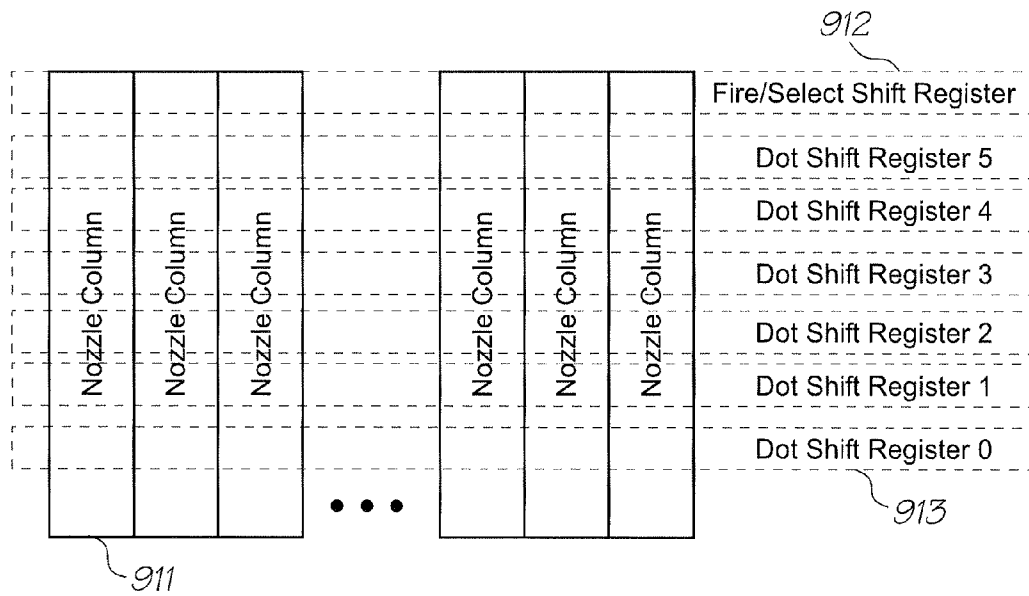 912
Fire/Select Shift Register
Dot Shift Register 5
Dot Shift Register 4
Dot Shift Register 3
Dot Shift Register 2
Dot Shift Register 1
Dot Shift Register 0
Nozzle Column
Nozzle Column
Nozzle Column
Nozzle Column
Nozzle Column
Nozzle Column
913
911